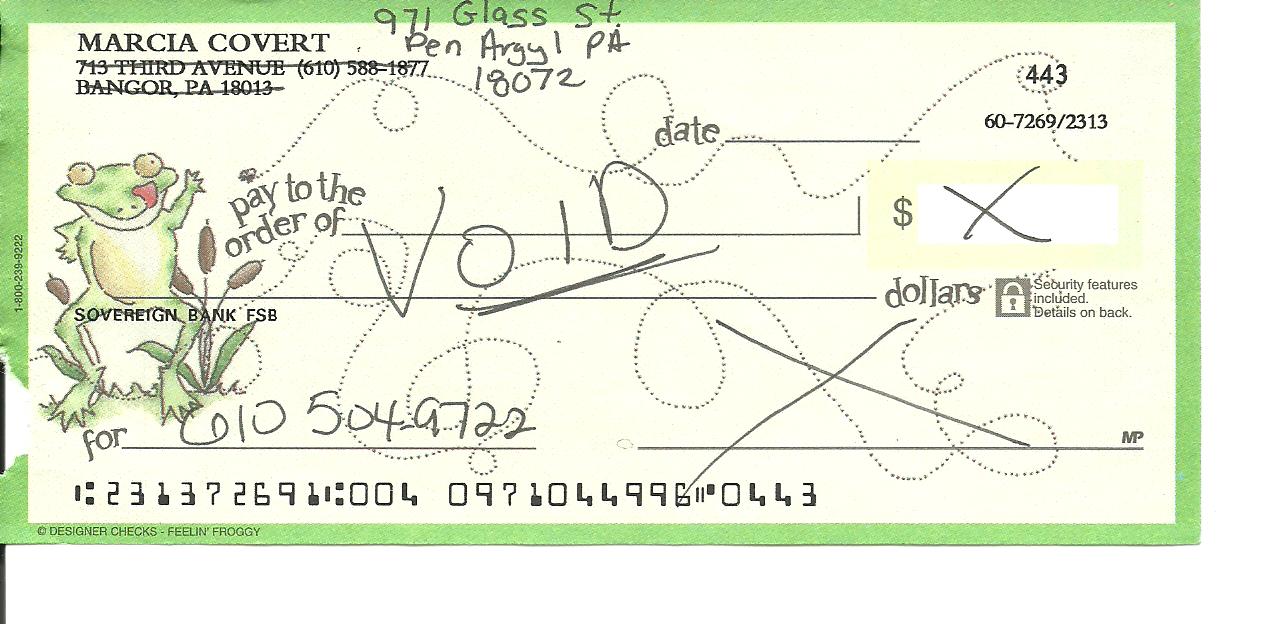 971 Glass St.
MARCIA COVERT
Pen Argyl PA
713 THIRD AVENUE (610) 588-1877
18072
BANGOR, PA 18013
443
60-7269/2313
date
pay to the
order of
VOID
$ X
dollars
Security features
included.
Details on back.
1-800-239-9222
SOVEREIGN BANK FSB
for 610 504-9722
MP
⑆231372691⑆004 0971044996⑈0443
© DESIGNER CHECKS - FEELIN' FROGGY